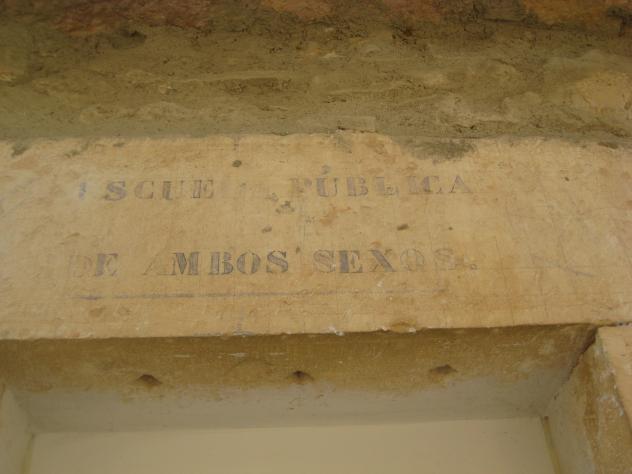 ESCUELA PÚBLICA
DE AMBOS SEXOS.